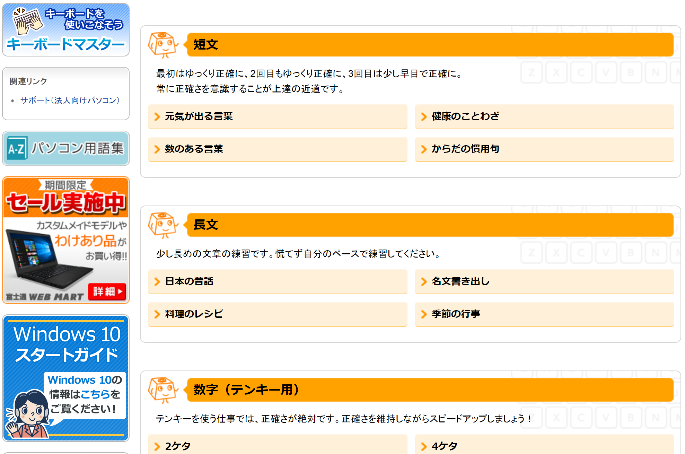 キーボードを
使いこなそう
キーボードマスター
関連リンク
サポート（法人向けパソコン）
A-Z パソコン用語集
期間限定
セール実施中
カスタムメイドモデルや
わけあり品が
お買い得!!
富士通 WEB MART 詳細
Windows 10
スタートガイド
Windows 10の
情報はこちらを
ご覧ください！
短文
Z X C V B N
最初はゆっくり正確に、2回目もゆっくり正確に、3回目は少し早目で正確に。
常に正確さを意識することが上達の近道です。
元気が出る言葉
健康のことわざ
数のある言葉
からだの慣用句
長文
Z X C V B N
少し長めの文章の練習です。慌てず自分のペースで練習してください。
日本の昔話
名文書き出し
料理のレシピ
季節の行事
数字（テンキー用）
Z X C V B N
テンキーを使う仕事では、正確さが絶対です。正確さを維持しながらスピードアップしましょう！
2ケタ
4ケタ